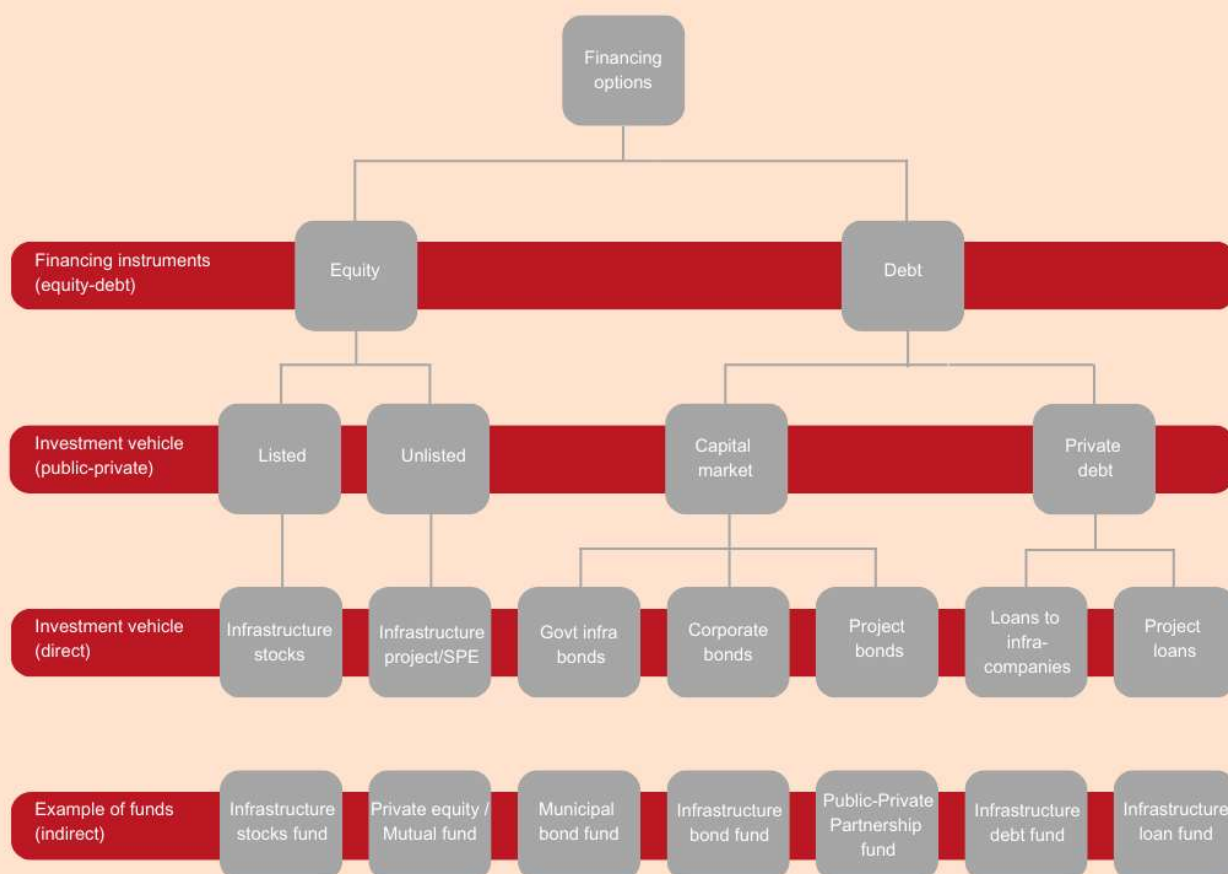 Financing
options
Financing instruments
(equity-debt)
Equity
Debt
Investment vehicle
(public-private)
Listed
Unlisted
Capital
market
Private
debt
Investment vehicle
(direct)
Infrastructure
stocks
Infrastructure
project/SPE
Govt infra
bonds
Corporate
bonds
Project
bonds
Loans to
infra-
companies
Project
loans
Example of funds
(indirect)
Infrastructure
stocks fund
Private equity /
Mutual fund
Municipal
bond fund
Infrastructure
bond fund
Public-Private
Partnership
fund
Infrastructure
debt fund
Infrastructure
loan fund